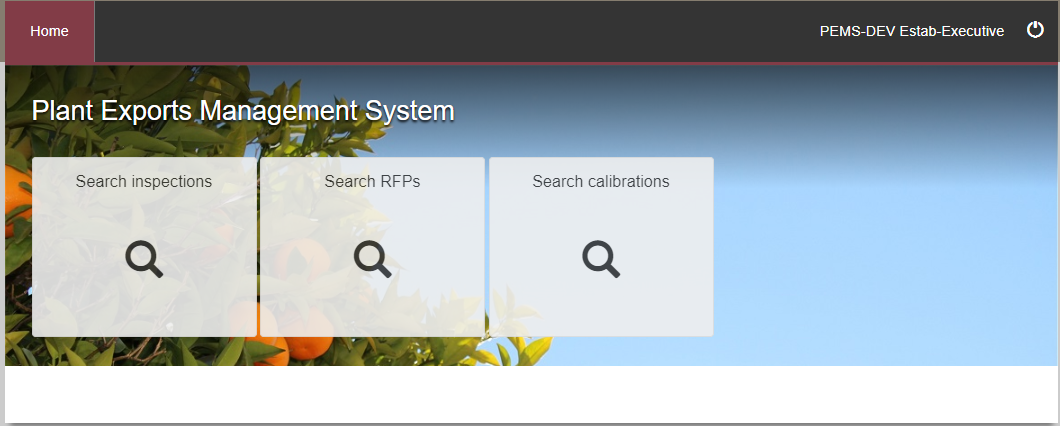 Home
PEMS-DEV Estab-Executive
Plant Exports Management System
Search inspections
Search RFPs
Search calibrations